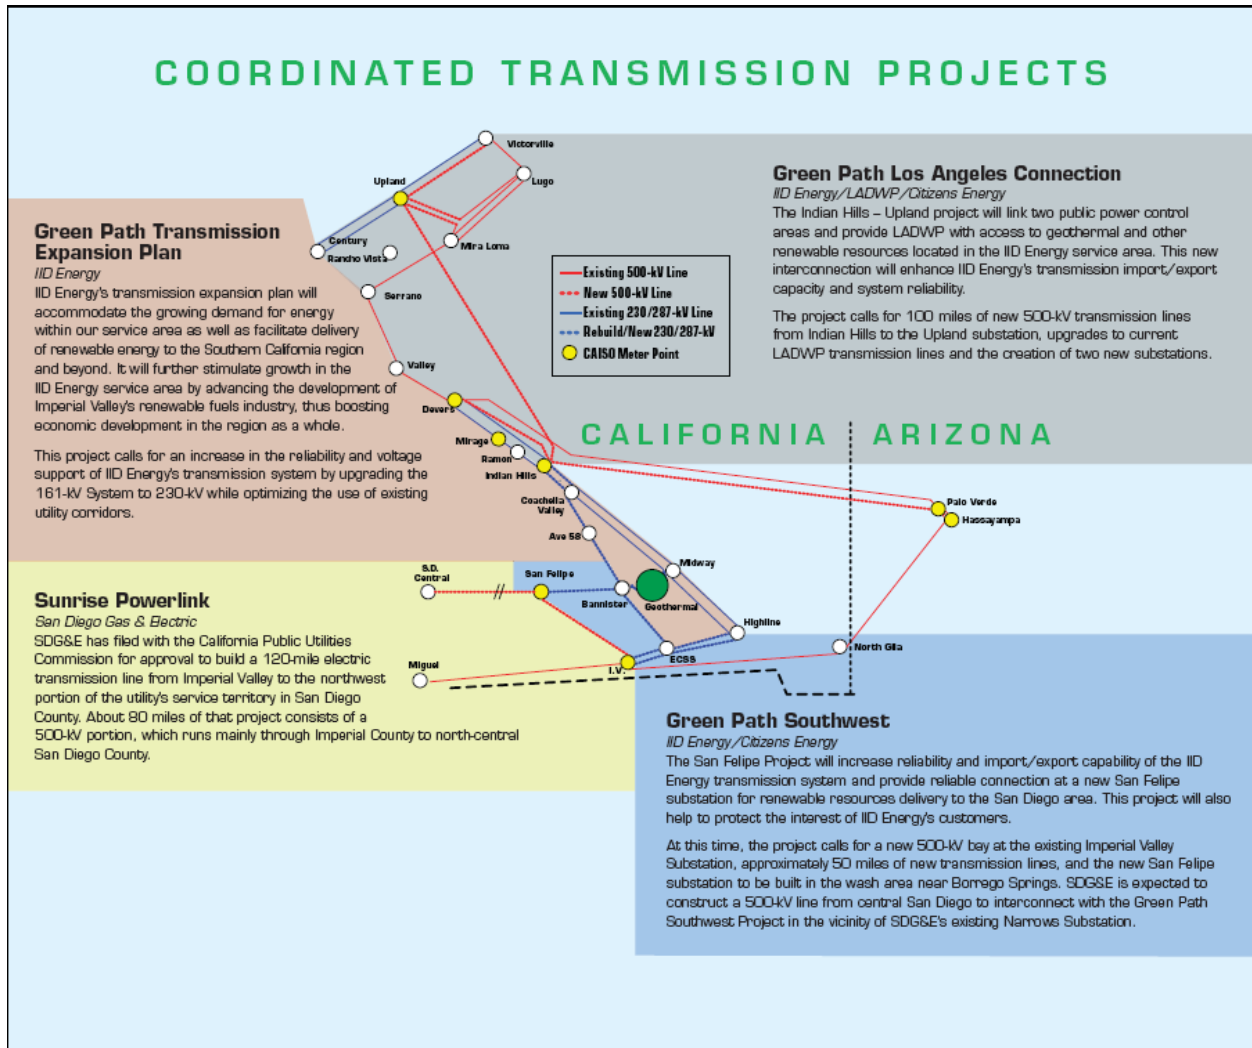 COORDINATED TRANSMISSION PROJECTS
Victorville
Lugo
Upland
Mira Loma
Century
Rancho Vista
Serrano
Valley
Devers
Mirage
Ramon
Indian Hills
Coachella
Valley
Ave 58
Midway
San Felipe
S.D.
Central
Bannister
Geothermal
Highline
ECSS
I.V.
Miguel
North Gila
Palo Verde
Hassayampa
Existing 500-kV Line
New 500-kV Line
Existing 230/287-kV Line
Rebuild/New 230/287-kV
CAISO Meter Point
CALIFORNIA
ARIZONA
Green Path Transmission
Expansion Plan
IID Energy
IID Energy's transmission expansion plan will
accommodate the growing demand for energy
within our service area as well as facilitate delivery
of renewable energy to the Southern California region
and beyond. It will further stimulate growth in the
IID Energy service area by advancing the development of
Imperial Valley's renewable fuels industry, thus boosting
economic development in the region as a whole.
This project calls for an increase in the reliability and voltage
support of IID Energy's transmission system by upgrading the
161-kV System to 230-kV while optimizing the use of existing
utility corridors.
Green Path Los Angeles Connection
IID Energy/LADWP/Citizens Energy
The Indian Hills – Upland project will link two public power control
areas and provide LADWP with access to geothermal and other
renewable resources located in the IID Energy service area. This new
interconnection will enhance IID Energy's transmission import/export
capacity and system reliability.
The project calls for 100 miles of new 500-kV transmission lines
from Indian Hills to the Upland substation, upgrades to current
LADWP transmission lines and the creation of two new substations.
Sunrise Powerlink
San Diego Gas & Electric
SDG&E has filed with the California Public Utilities
Commission for approval to build a 120-mile electric
transmission line from Imperial Valley to the northwest
portion of the utility's service territory in San Diego
County. About 80 miles of that project consists of a
500-kV portion, which runs mainly through Imperial County to north-central
San Diego County.
Green Path Southwest
IID Energy/Citizens Energy
The San Felipe Project will increase reliability and import/export capability of the IID
Energy transmission system and provide reliable connection at a new San Felipe
substation for renewable resources delivery to the San Diego area. This project will also
help to protect the interest of IID Energy's customers.
At this time, the project calls for a new 500-kV bay at the existing Imperial Valley
Substation, approximately 50 miles of new transmission lines, and the new San Felipe
substation to be built in the wash area near Borrego Springs. SDG&E is expected to
construct a 500-kV line from central San Diego to interconnect with the Green Path
Southwest Project in the vicinity of SDG&E's existing Narrows Substation.